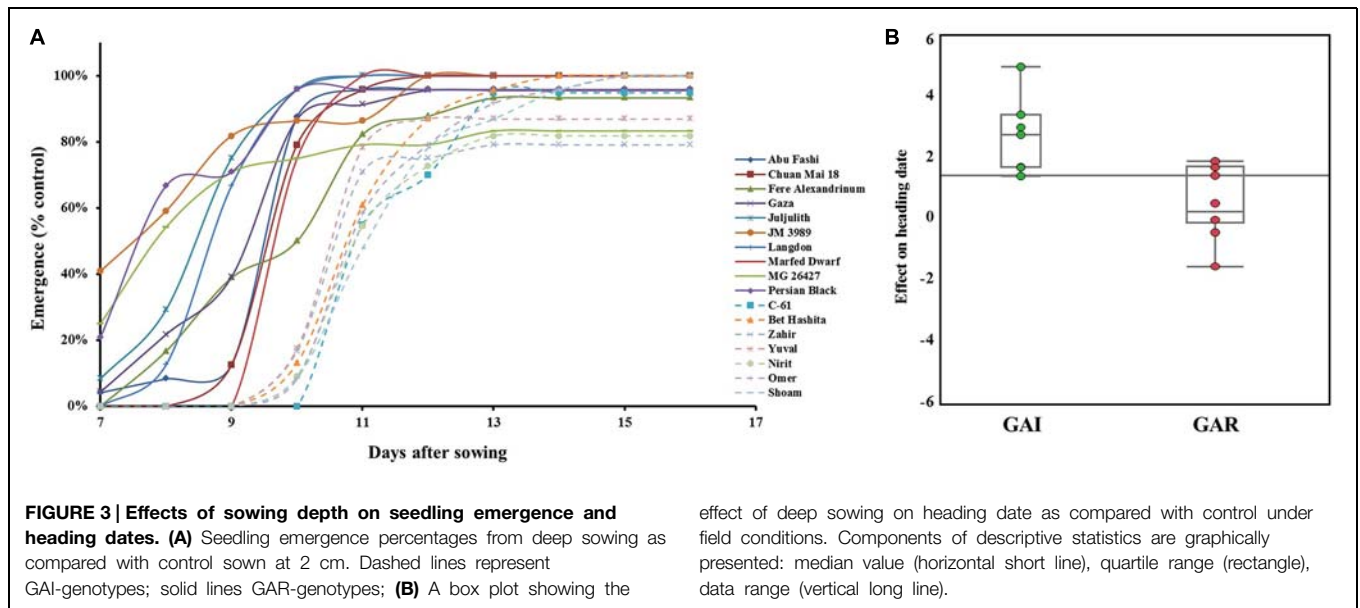 A
Emergence (% control)
100%
80%
60%
40%
20%
0%
7
9
11
13
15
17
Days after sowing
Abu Fashi
Chuan Mai 18
Fere Alexandrinum
Gaza
Juljulith
JM 3989
Langdon
Marfed Dwarf
MG 26427
Persian Black
C-61
Bet Hashita
Zahir
Yuval
Nirit
Omer
Shoam
B
Effect on heading date
6
4
2
0
-2
-4
-6
GAI
GAR
FIGURE 3 | Effects of sowing depth on seedling emergence and
heading dates. (A) Seedling emergence percentages from deep sowing as
compared with control sown at 2 cm. Dashed lines represent
GAI-genotypes; solid lines GAR-genotypes; (B) A box plot showing the
effect of deep sowing on heading date as compared with control under
field conditions. Components of descriptive statistics are graphically
presented: median value (horizontal short line), quartile range (rectangle),
data range (vertical long line).